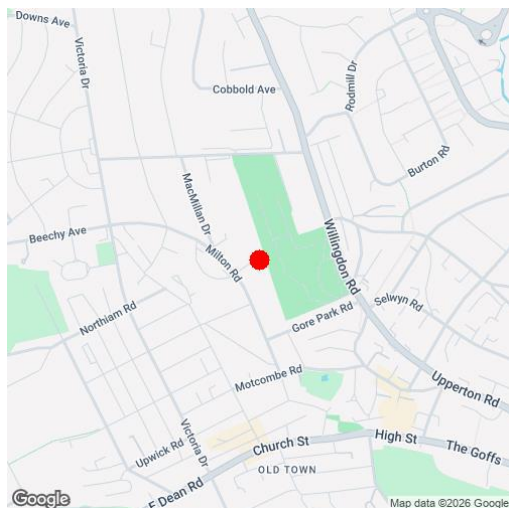 Downs Ave
Victoria Dr
Cobbold Ave
Rodmill Dr
Burton Rd
MacMillan Dr
Beechy Ave
Milton Rd
Willingdon Rd
Selwyn Rd
Northiam Rd
Gore Park Rd
Motcombe Rd
Upperton Rd
Victoria Dr
Upwick Rd
Church St
High St
The Goffs
OLD TOWN
E Dean Rd
Google
Map data ©2026 Google